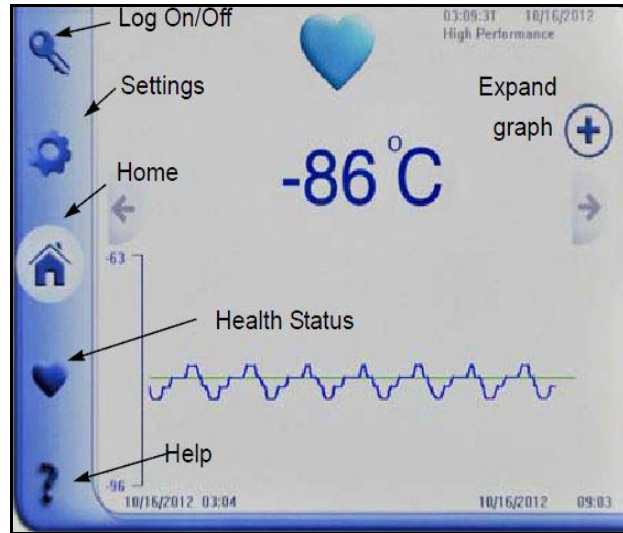 Log On/Off
03:09:31 10/16/2012
High Performance
Settings
Expand
graph
Home
-86°C
-63
Health Status
Help
-96
10/16/2012 03:04
10/16/2012 09:03